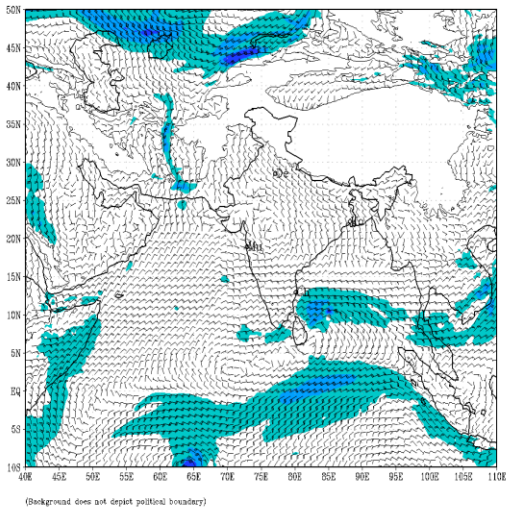 50N
45N
40N
35N
30N
25N
20N
15N
10N
5N
EQ
5S
10S
40E 45E 50E 55E 60E 65E 70E 75E 80E 85E 90E 95E 100E 105E 110E
(Background does not depict political boundary)